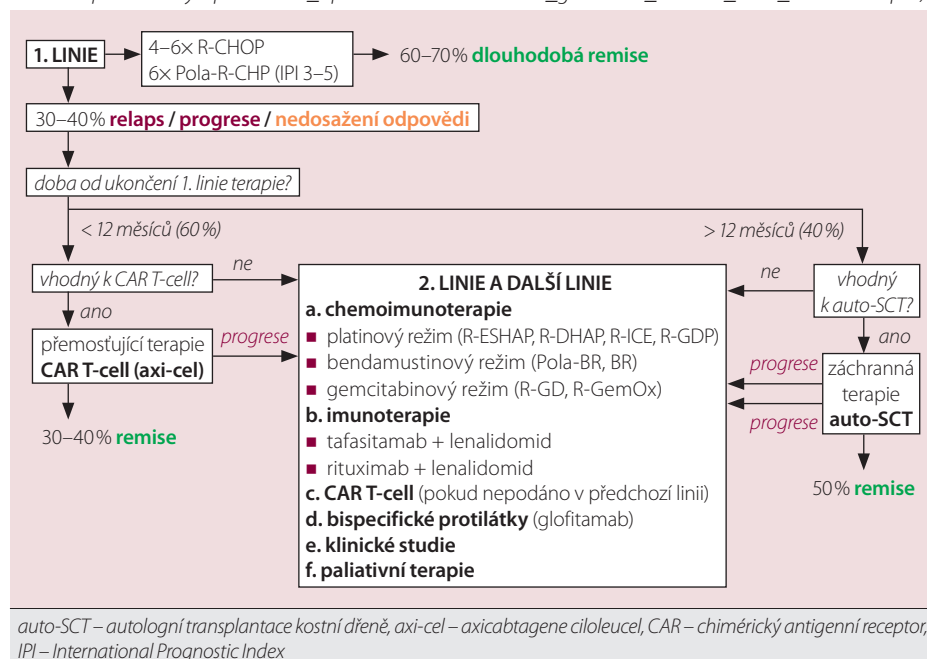 1. LINIE
4–6× R-CHOP
6× Pola-R-CHP (IPI 3–5)
60–70% dlouhodobá remise
30–40% relaps / progrese / nedosažení odpovědi
doba od ukončení 1. linie terapie?
< 12 měsíců (60%)
> 12 měsíců (40%)
vhodný k CAR T-cell?
ne
ano
přemosťující terapie
CAR T-cell (axi-cel)
progrese
30–40% remise
2. LINIE A DALŠÍ LINIE
a. chemoimunoterapie
■ platinový režim (R-ESHAP, R-DHAP, R-ICE, R-GDP)
■ bendamustinový režim (Pola-BR, BR)
■ gemcitabinový režim (R-GD, R-GemOx)
b. imunoterapie
■ tafasitamab + lenalidomid
■ rituximab + lenalidomid
c. CAR T-cell (pokud nepodáno v předchozí linii)
d. bispecifické protilátky (glofitamab)
e. klinické studie
f. paliativní terapie
ne
vhodný
k auto-SCT?
ano
progrese
progrese
záchranná
terapie
auto-SCT
50% remise
auto-SCT – autologní transplantace kostní dřeně, axi-cel – axicabtagene ciloleucel, CAR – chimérický antigenní receptor,
IPI – International Prognostic Index